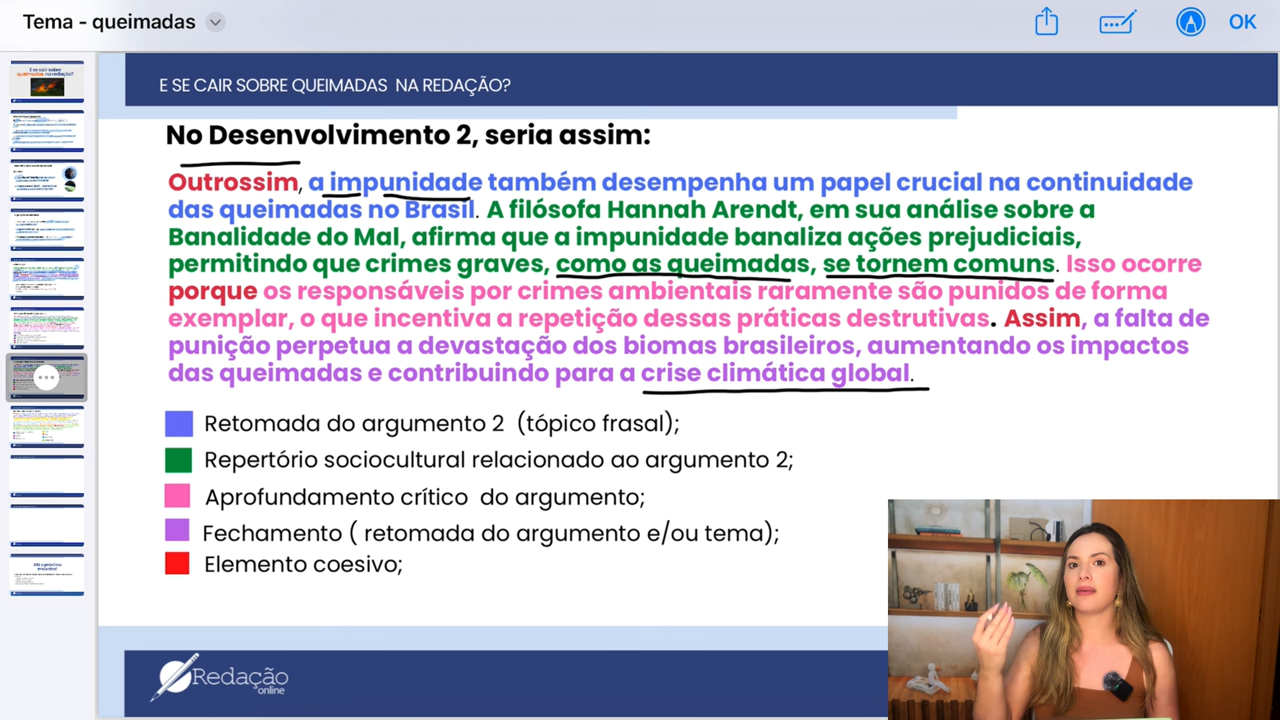 Tema - queimadas
OK
E SE CAIR SOBRE QUEIMADAS NA REDAÇÃO?
No Desenvolvimento 2, seria assim:
Outrossim, a impunidade também desempenha um papel crucial na continuidade
das queimadas no Brasil. A filósofa Hannah Arendt, em sua análise sobre a
Banalidade do Mal, afirma que a impunidade banaliza ações prejudiciais,
permitindo que crimesgraves, como as queimadas, se tornem comuns. Isso ocorre
porque os responsáveis por crimes ambientais raramente são punidos de forma
exemplar, o que incentiva a repetição dessas práticas destrutivas. Assim, a falta de
punição perpetua a devastação dos biomas brasileiros, aumentando os impactos
das queimadas e contribuindo para a crise climática global.
Retomada do argumento 2 (tópico frasal);
Repertório sociocultural relacionado ao argumento 2;
Aprofundamento crítico do argumento;
Fechamento ( retomada do argumento e/ou tema);
Elemento coesivo;
Redação
online